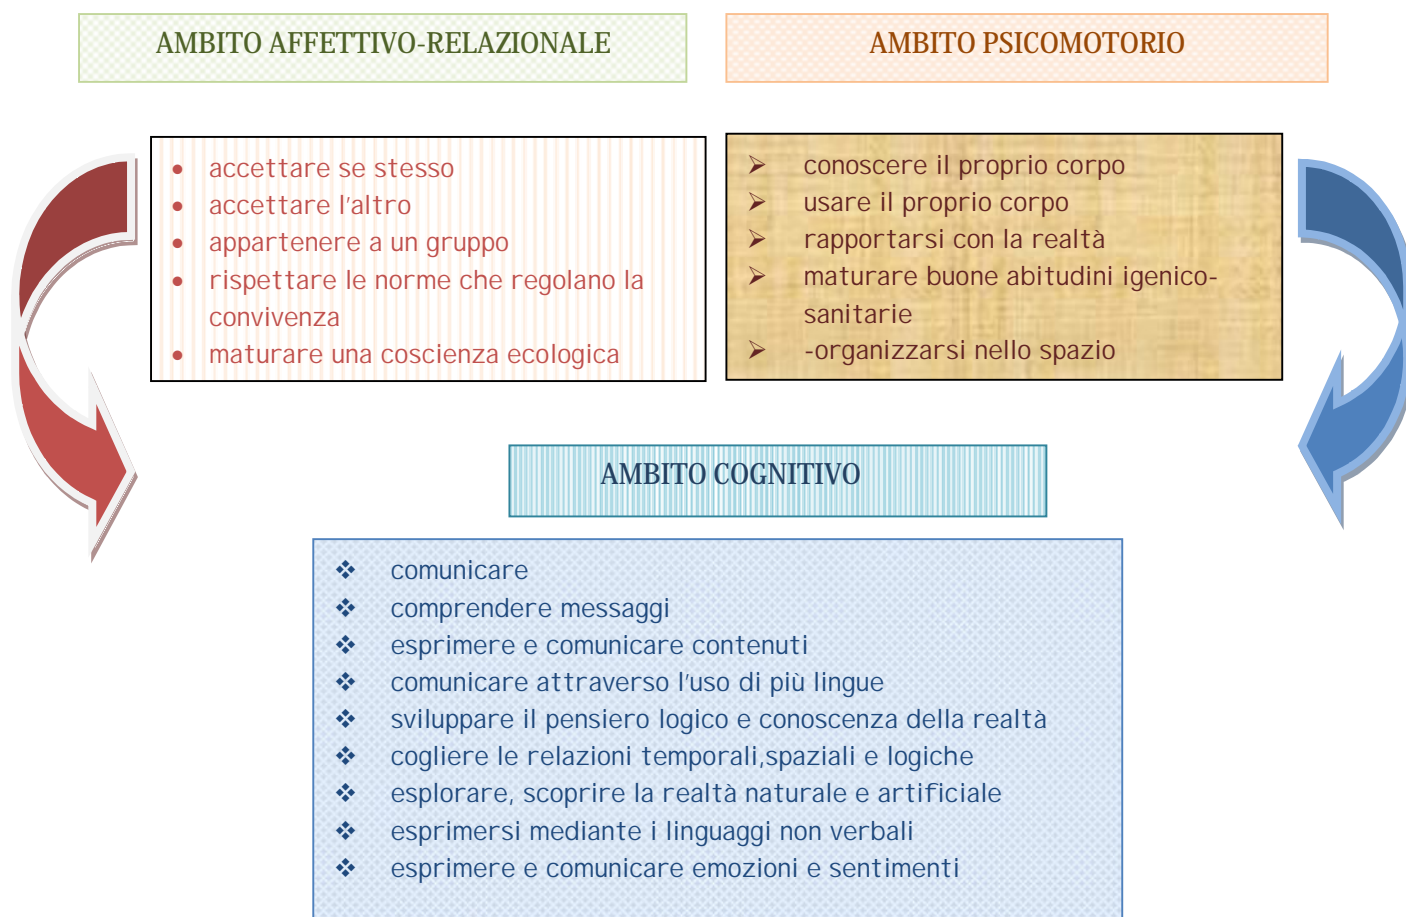 AMBITO AFFETTIVO-RELAZIONALE
AMBITO PSICOMOTORIO
• accettare se stesso
• accettare l'altro
• appartenere a un gruppo
• rispettare le norme che regolano la
convivenza
• maturare una coscienza ecologica
➢ conoscere il proprio corpo
➢ usare il proprio corpo
➢ rapportarsi con la realtà
➢ maturare buone abitudini igenico-
sanitarie
➢ -organizzarsi nello spazio
AMBITO COGNITIVO
❖ comunicare
❖ comprendere messaggi
❖ esprimere e comunicare contenuti
❖ comunicare attraverso l'uso di più lingue
❖ sviluppare il pensiero logico e conoscenza della realtà
❖ cogliere le relazioni temporali,spaziali e logiche
❖ esplorare, scoprire la realtà naturale e artificiale
❖ esprimersi mediante i linguaggi non verbali
❖ esprimere e comunicare emozioni e sentimenti